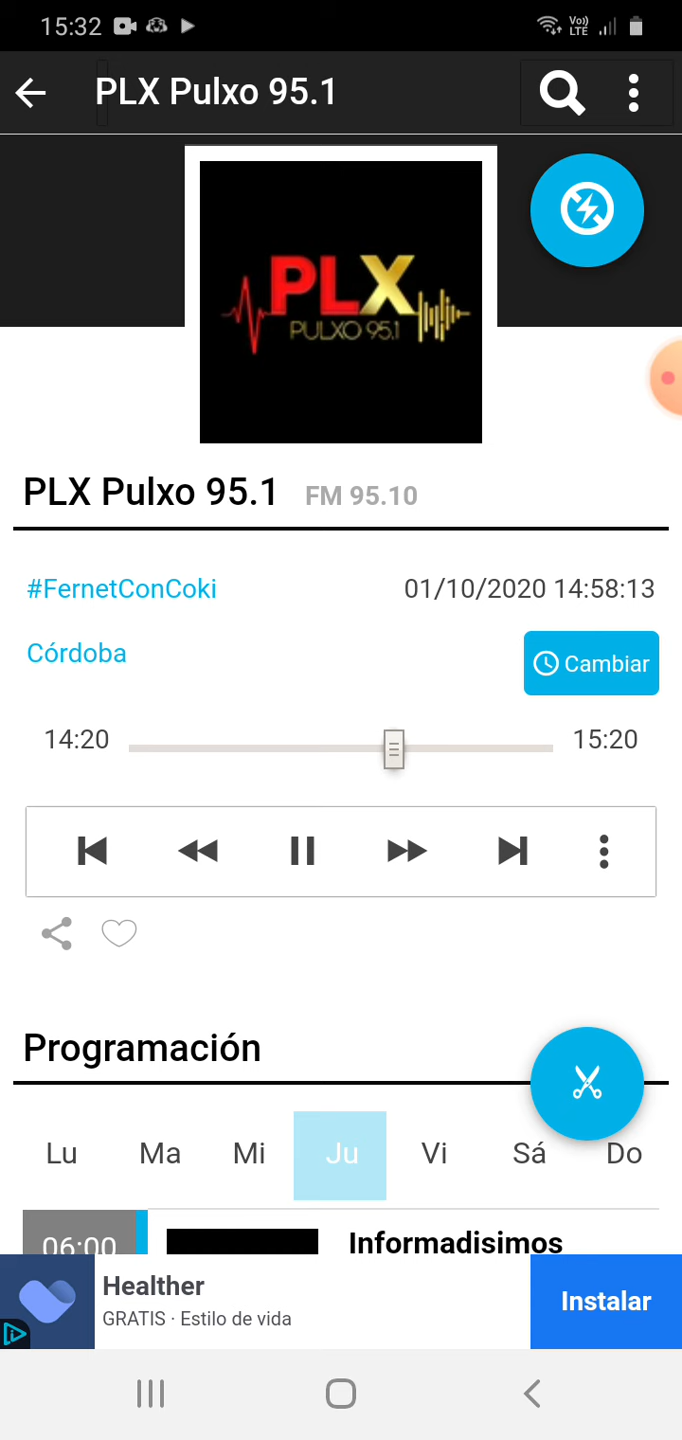 15:32
Vo))
LTE
PLX Pulxo 95.1
PLX
PULXO 95.1
PLX Pulxo 95.1 FM 95.10
#FernetConCoki 01/10/2020 14:58:13
Córdoba Cambiar
14:20 15:20
Programación
Lu Ma Mi Ju Vi Sá Do
06:00 Informadisimos
Healther
GRATIS · Estilo de vida
Instalar